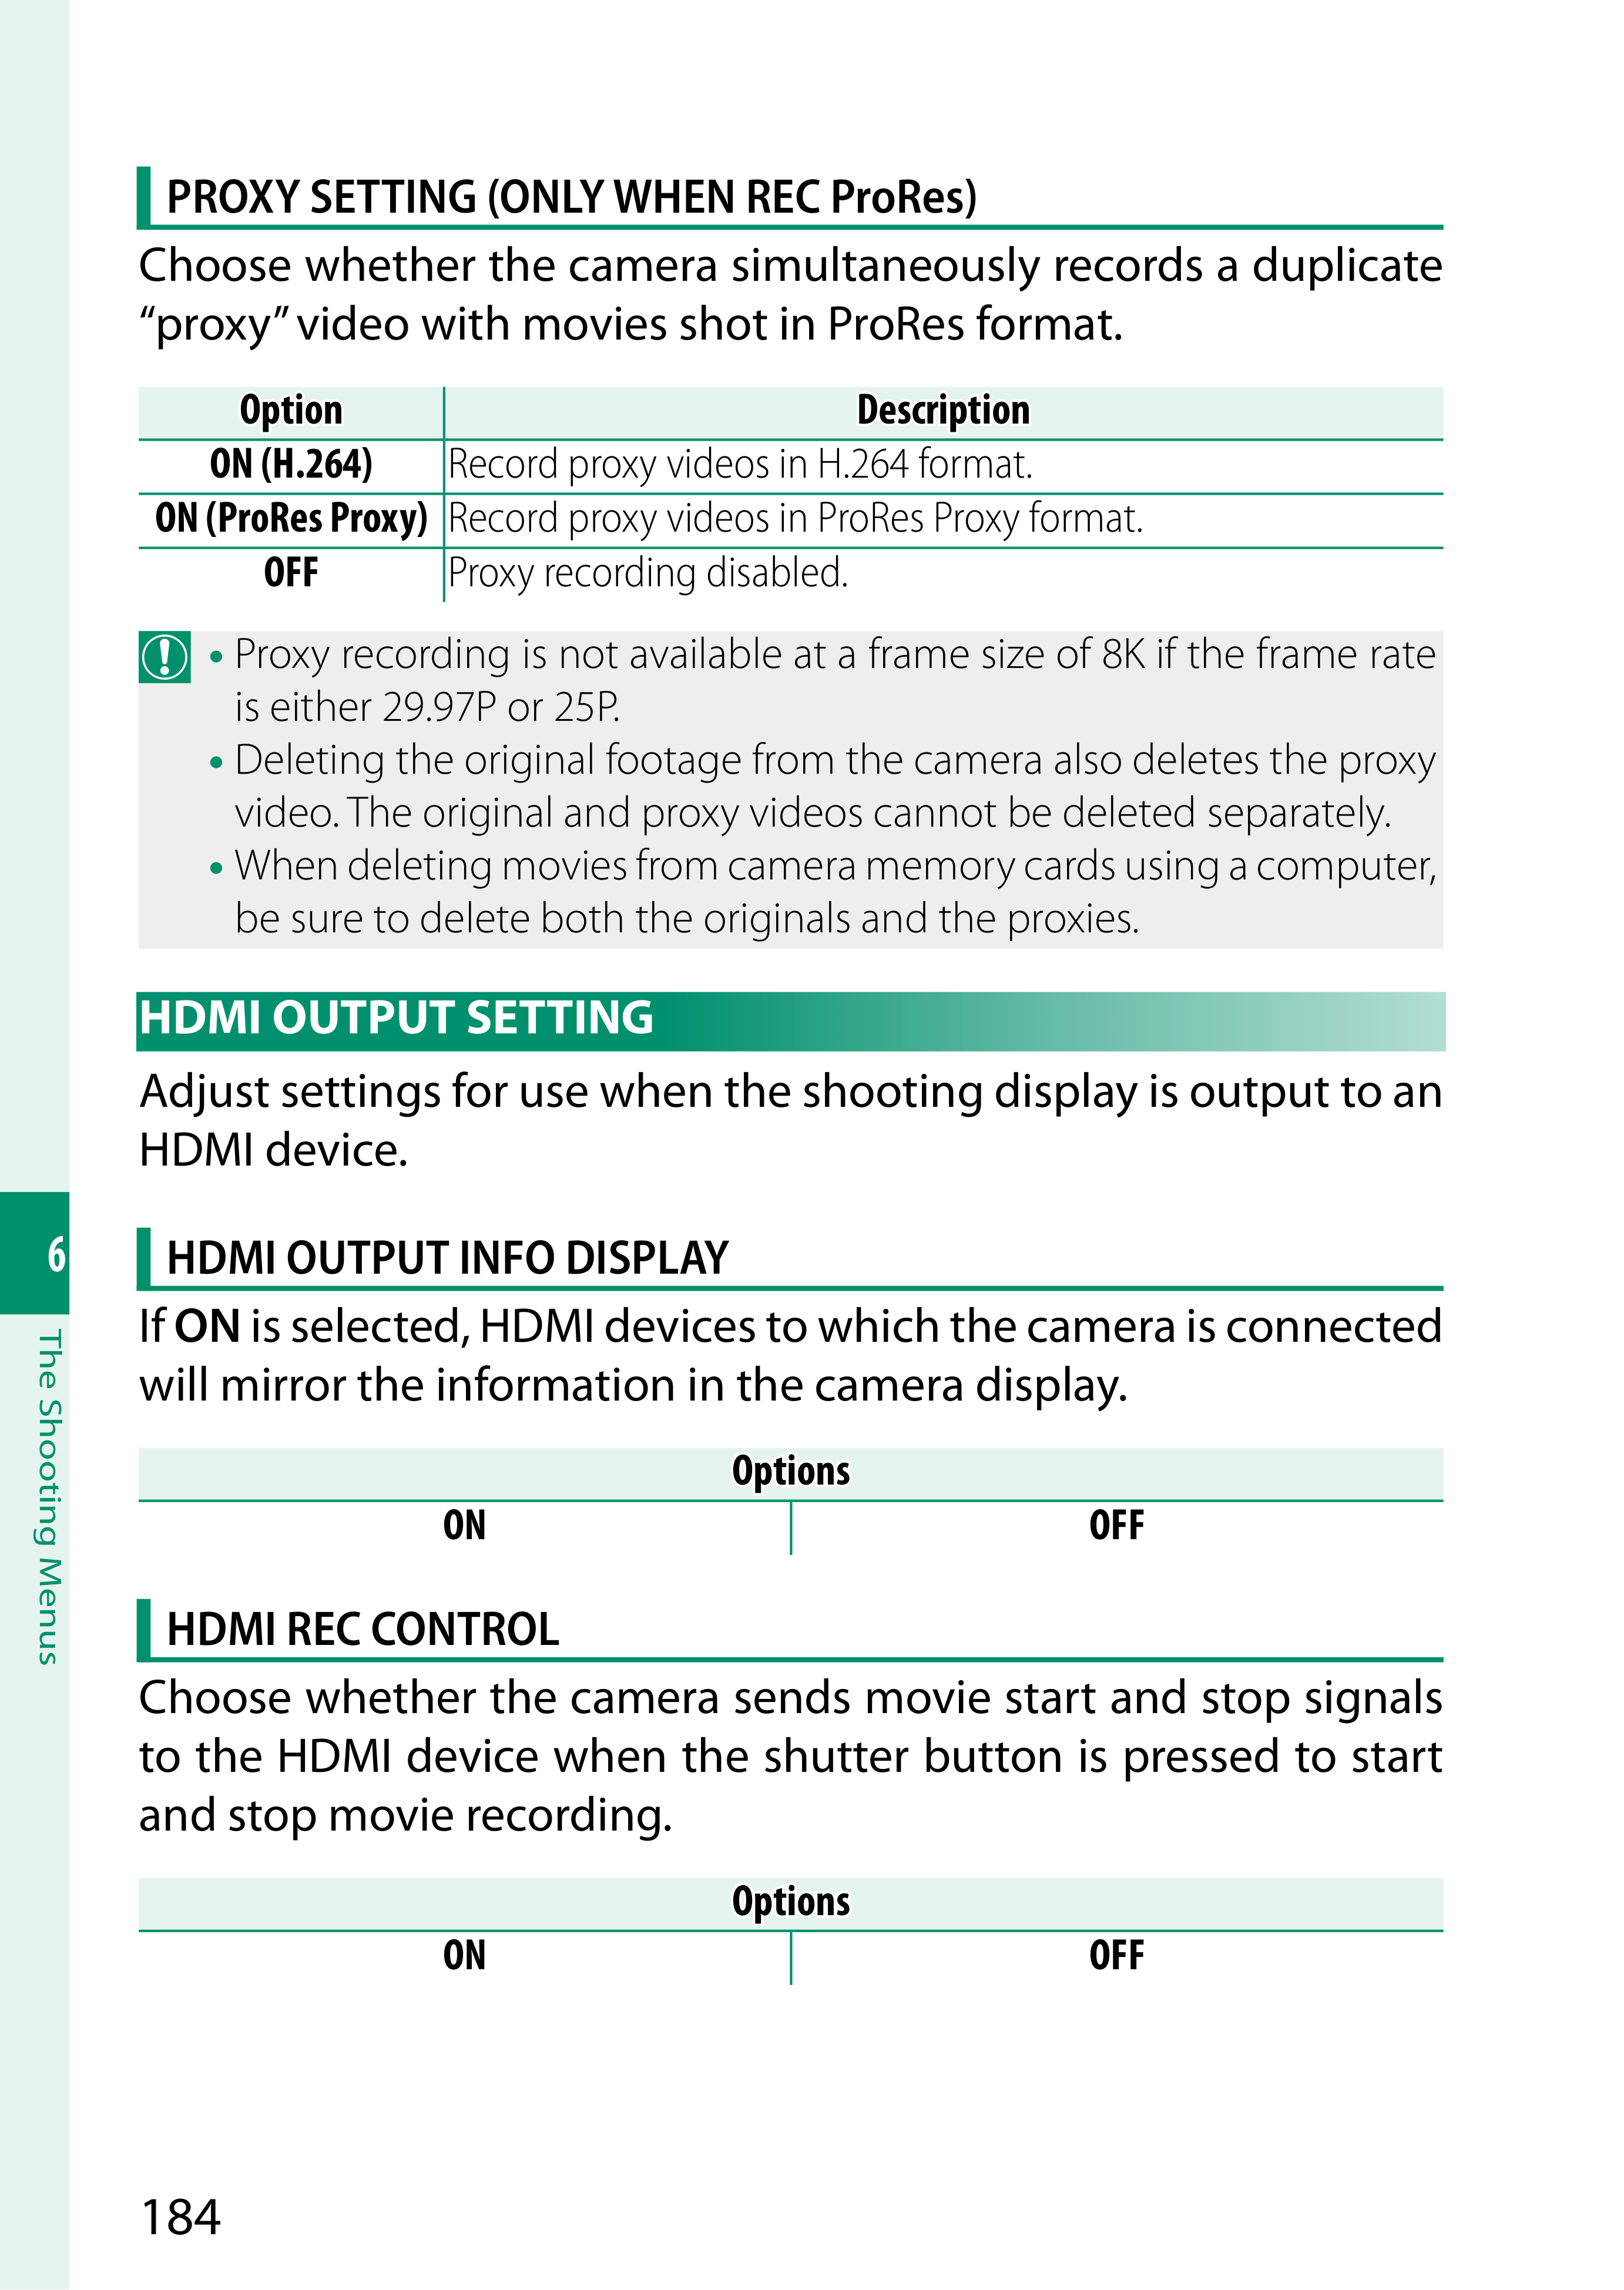 PROXY SETTING (ONLY WHEN REC ProRes)
Choose whether the camera simultaneously records a duplicate
“proxy” video with movies shot in ProRes format.
Option Description
ON (H.264) Record proxy videos in H.264 format.
ON (ProRes Proxy) Record proxy videos in ProRes Proxy format.
OFF Proxy recording disabled.
• Proxy recording is not available at a frame size of 8K if the frame rate
is either 29.97P or 25P.
• Deleting the original footage from the camera also deletes the proxy
video. The original and proxy videos cannot be deleted separately.
• When deleting movies from camera memory cards using a computer,
be sure to delete both the originals and the proxies.
HDMI OUTPUT SETTING
Adjust settings for use when the shooting display is output to an
HDMI device.
HDMI OUTPUT INFO DISPLAY
If ON is selected, HDMI devices to which the camera is connected
will mirror the information in the camera display.
Options
ON OFF
HDMI REC CONTROL
Choose whether the camera sends movie start and stop signals
to the HDMI device when the shutter button is pressed to start
and stop movie recording.
Options
ON OFF
6
The Shooting Menus
184